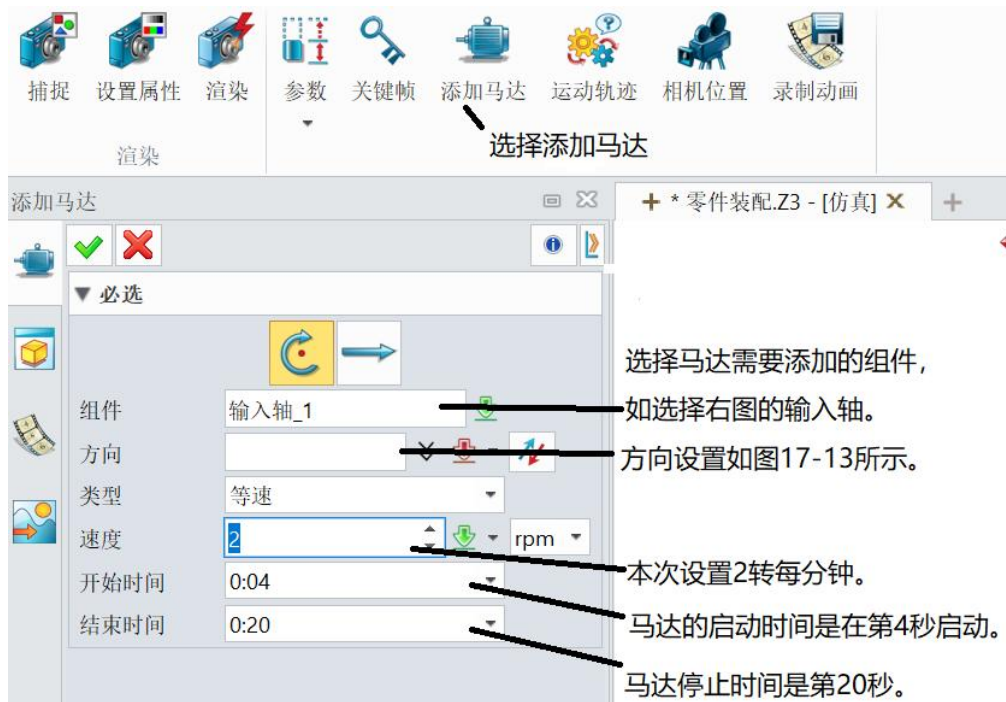 捕捉 设置属性 渲染 参数 关键帧 添加马达 运动轨迹 相机位置 录制动画
渲染
选择添加马达
添加马达
* 零件装配.Z3 - [仿真]
必选
选择马达需要添加的组件，
组件 输入轴_1
如选择右图的输入轴。
方向
方向设置如图17-13所示。
类型 等速
速度 2 rpm
本次设置2转每分钟。
开始时间 0:04
马达的启动时间是在第4秒启动。
结束时间 0:20
马达停止时间是第20秒。